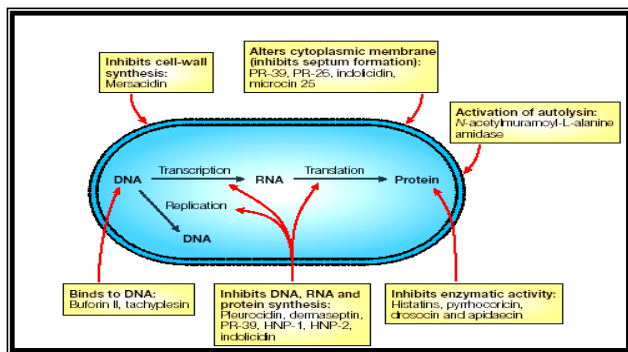 Inhibits cell-wall
synthesis:
Mersacidin
Alters cytoplasmic membrane
(inhibits septum formation):
PR-39, PR-26, indolicidin,
microcin 25
Activation of autolysin:
N-acetylmuramoyl-L-alanine
amidase
Transcription
Translation
DNA
RNA
Protein
Replication
DNA
Binds to DNA:
Buforin II, tachyplesin
Inhibits DNA, RNA and
protein synthesis:
Pleurocidin, dermaseptin,
PR-39, HNP-1, HNP-2,
indolicidin
Inhibits enzymatic activity:
Histatins, pyrrhocoricin,
drosocin and apidaecin